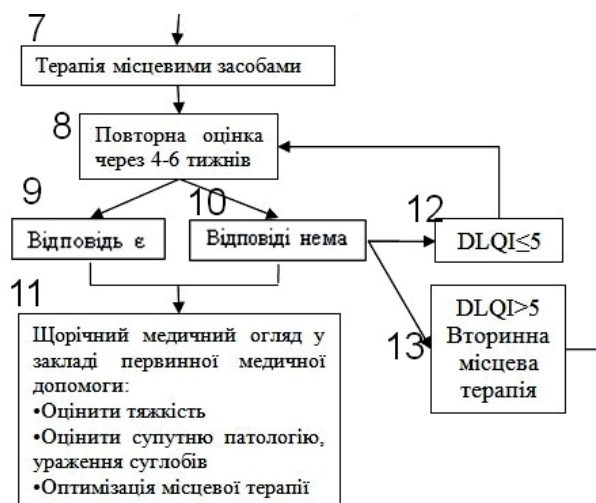 7
Терапія місцевими засобами
8
Повторна оцінка
через 4-6 тижнів
9
Відповідь є
10
Відповіді нема
12
DLQI≤5
11
Щорічний медичний огляд у
закладі первинної медичної
допомоги:
•Оцінити тяжкість
•Оцінити супутню патологію,
ураження суглобів
•Оптимізація місцевої терапії
13
DLQI>5
Вторинна
місцева
терапія